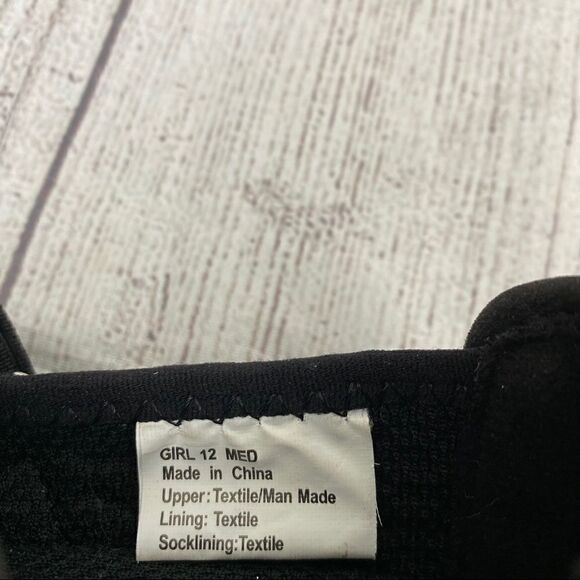 GIRL 12 MED
Made in China
Upper:Textile/Man Made
Lining: Textile
Socklining:Textile